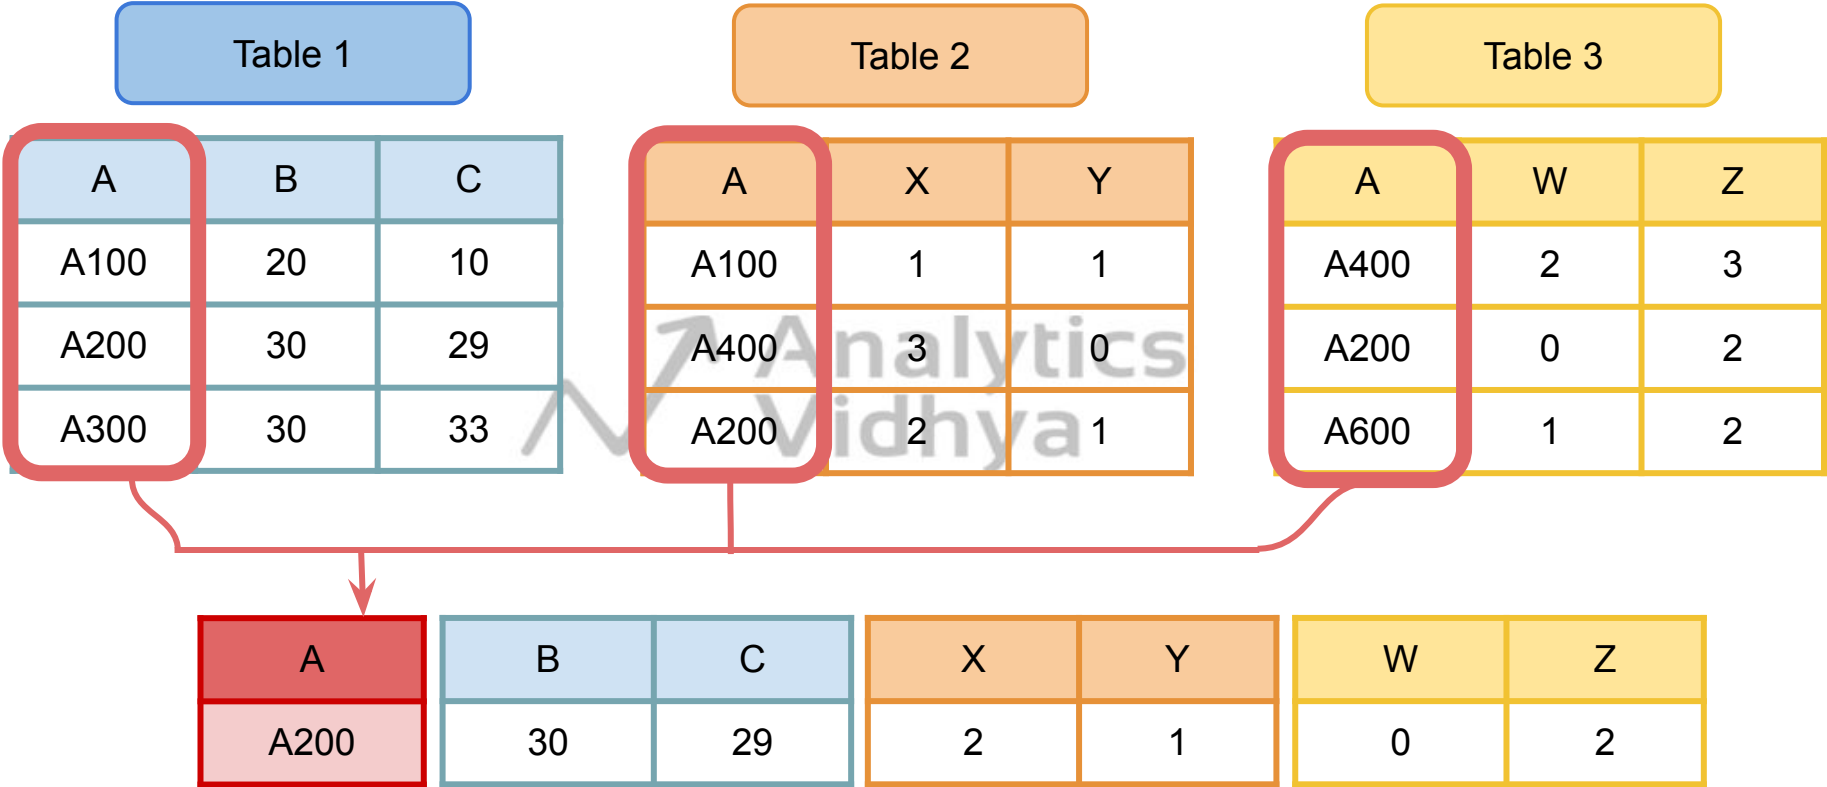 Table 1 Table 2 Table 3
A B C A X Y A W Z
A100 20 10 A100 1 1 A400 2 3
A200 30 29 A400 3 0 A200 0 2
A300 30 33 A200 2 1 A600 1 2
Analytics
Vidhya
A B C X Y W Z
A200 30 29 2 1 0 2